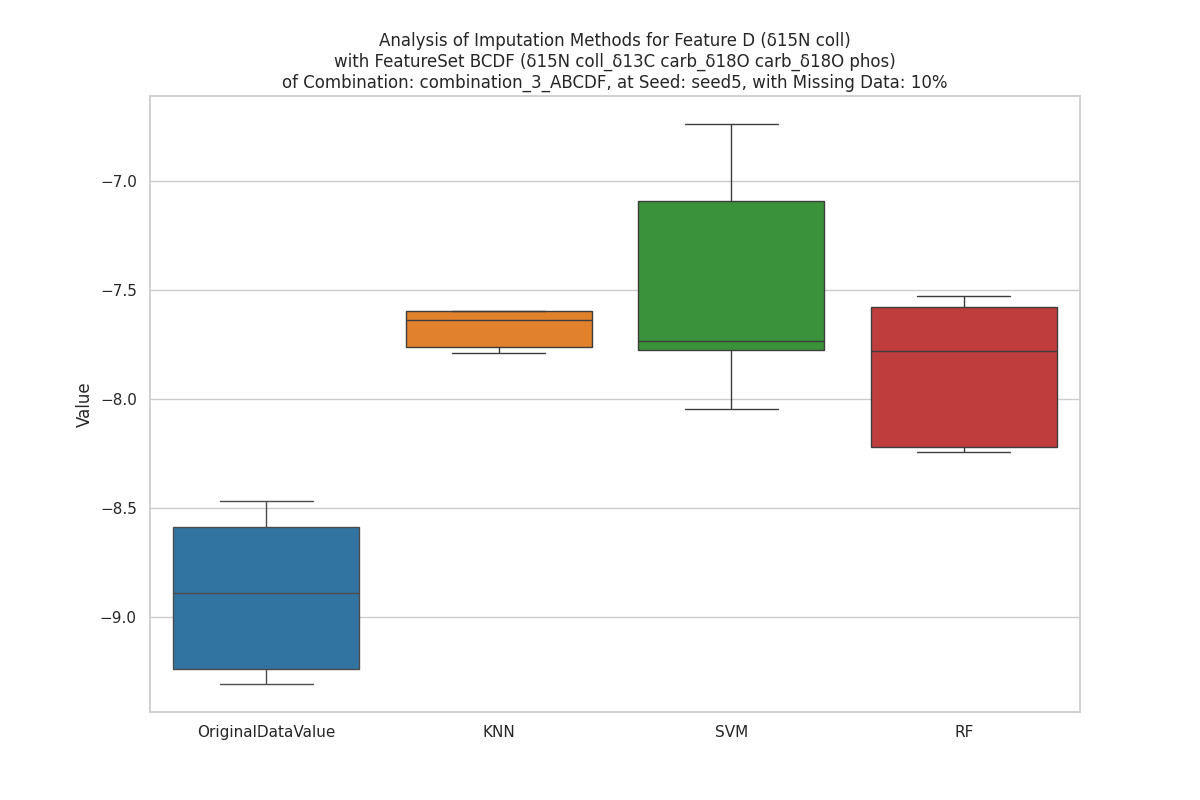 Analysis of Imputation Methods for Feature D (δ15N coll)
with FeatureSet BCDF (δ15N coll_δ13C carb_δ18O carb_δ18O phos)
of Combination: combination_3_ABCDF, at Seed: seed5, with Missing Data: 10%
−7.0
−7.5
−8.0
−8.5
−9.0
Value
OriginalDataValue
KNN
SVM
RF